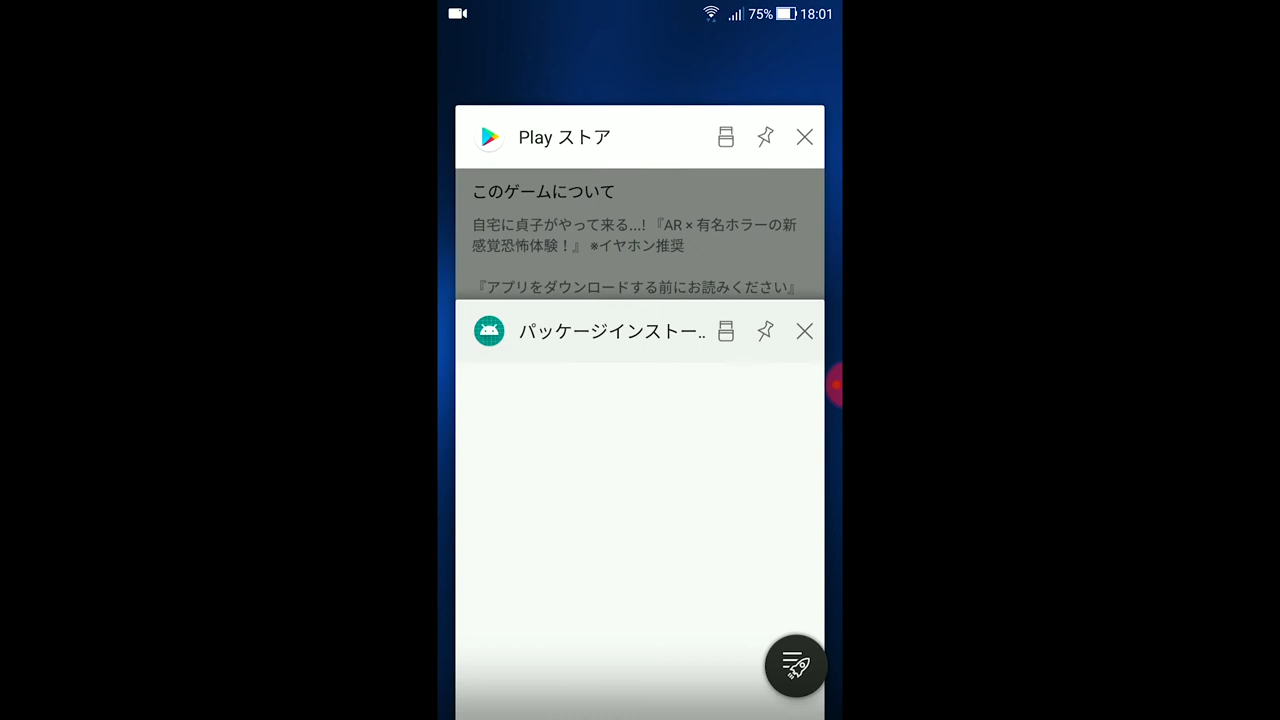 75% 18:01
Play ストア
このゲームについて
自宅に貞子がやって来る...! 『AR × 有名ホラーの新
感覚恐怖体験！』 ※イヤホン推奨
『アプリをダウンロードする前にお読みください』
パッケージインストー..